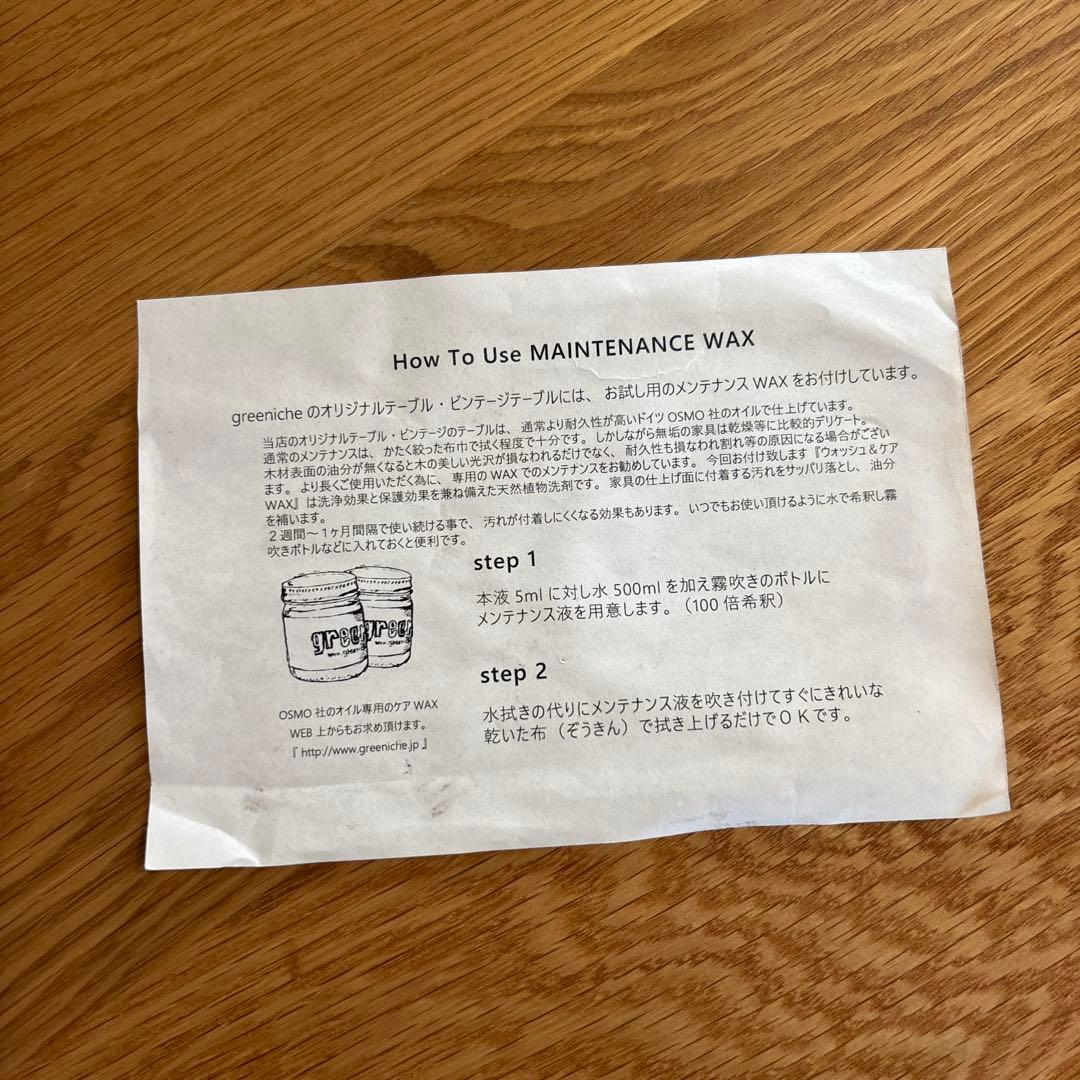 How To Use MAINTENANCE WAX
greeniche のオリジナルテーブル・ビンテージテーブルには、お試し用のメンテナンス WAX をお付けしています。
当店のオリジナルテーブル・ビンテージのテーブルは、通常より耐久性が高いドイツ OSMO 社のオイルで仕上げています。
通常のメンテナンスは、かたく絞った布巾で拭く程度で十分です。しかしながら無垢の家具は乾燥等に比較的デリケート。
木材表面の油分が無くなると木の美しい光沢が損なわれるだけでなく、耐久性も損なわれ割れ等の原因になる場合がござい
ます。より長くご使用いただく為に、専用の WAX でのメンテナンスをお勧めしています。今回お付け致します『ウォッシュ＆ケア
WAX』は洗浄効果と保護効果を兼ね備えた天然植物洗剤です。家具の仕上げ面に付着する汚れをサッパリ落とし、油分
を補います。
２週間～１ヶ月間隔で使い続ける事で、汚れが付着しにくくなる効果もあります。いつでもお使い頂けるように水で希釈し霧
吹きボトルなどに入れておくと便利です。
step 1
本液 5ml に対し水 500ml を加え霧吹きのボトルに
メンテナンス液を用意します。（100 倍希釈）
step 2
水拭きの代りにメンテナンス液を吹き付けてすぐにきれいな
乾いた布（ぞうきん）で拭き上げるだけでＯＫです。
OSMO 社のオイル専用のケア WAX
WEB 上からもお求め頂けます。
『 http://www.greeniche.jp 』